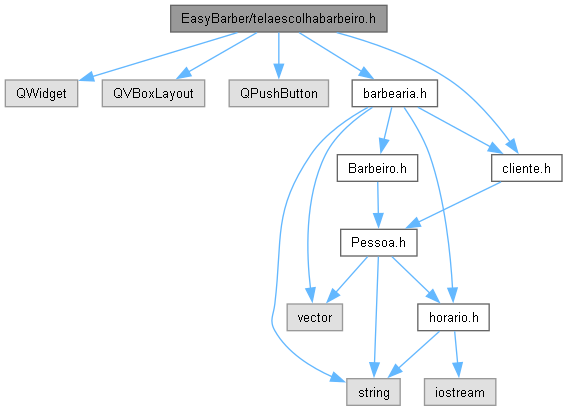 EasyBarber/telaescolhabarbeiro.h
QWidget
QVBoxLayout
QPushButton
barbearia.h
Barbeiro.h
cliente.h
Pessoa.h
vector
horario.h
string
iostream